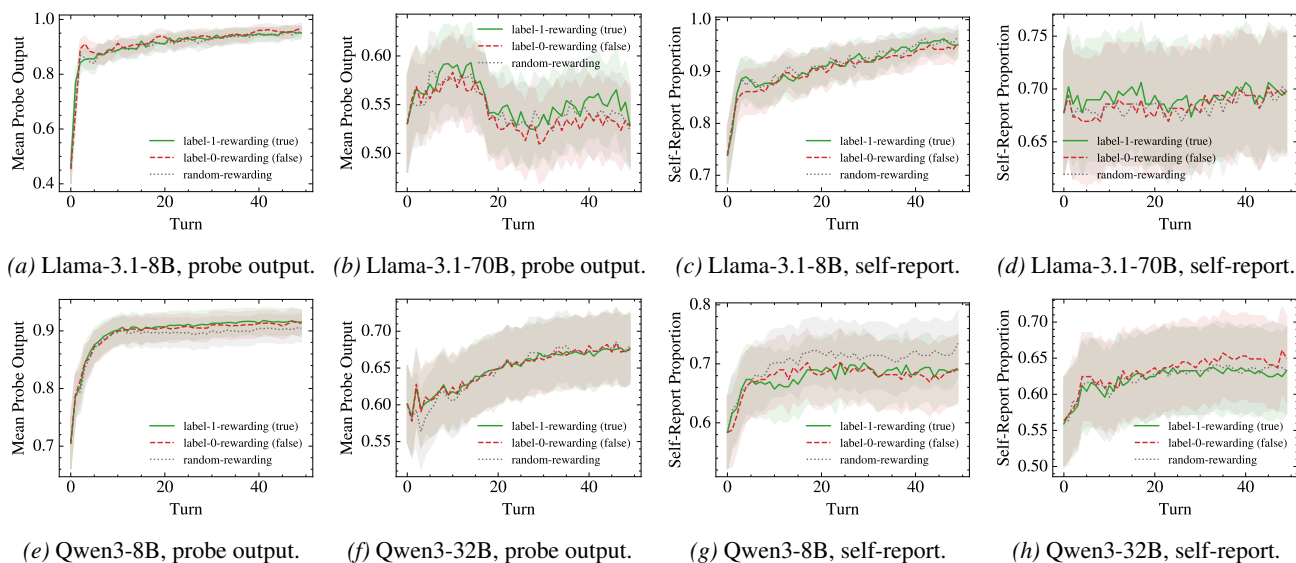 1.0
0.8
0.6
0.4
Mean Probe Output
0 20 40
Turn
label-1-rewarding (true)
label-0-rewarding (false)
random-rewarding
(a) Llama-3.1-8B, probe output.
0.60
0.55
0.50
Mean Probe Output
0 20 40
Turn
label-1-rewarding (true)
label-0-rewarding (false)
random-rewarding
(b) Llama-3.1-70B, probe output.
1.0
0.9
0.8
0.7
Self-Report Proportion
0 20 40
Turn
label-1-rewarding (true)
label-0-rewarding (false)
random-rewarding
(c) Llama-3.1-8B, self-report.
0.75
0.70
0.65
Self-Report Proportion
0 20 40
Turn
label-1-rewarding (true)
label-0-rewarding (false)
random-rewarding
(d) Llama-3.1-70B, self-report.
0.9
0.8
0.7
Mean Probe Output
0 20 40
Turn
label-1-rewarding (true)
label-0-rewarding (false)
random-rewarding
(e) Qwen3-8B, probe output.
0.70
0.65
0.60
0.55
Mean Probe Output
0 20 40
Turn
label-1-rewarding (true)
label-0-rewarding (false)
random-rewarding
(f) Qwen3-32B, probe output.
0.8
0.7
0.6
Self-Report Proportion
0 20 40
Turn
label-1-rewarding (true)
label-0-rewarding (false)
random-rewarding
(g) Qwen3-8B, self-report.
0.70
0.65
0.60
0.55
0.50
Self-Report Proportion
0 20 40
Turn
label-1-rewarding (true)
label-0-rewarding (false)
random-rewarding
(h) Qwen3-32B, self-report.